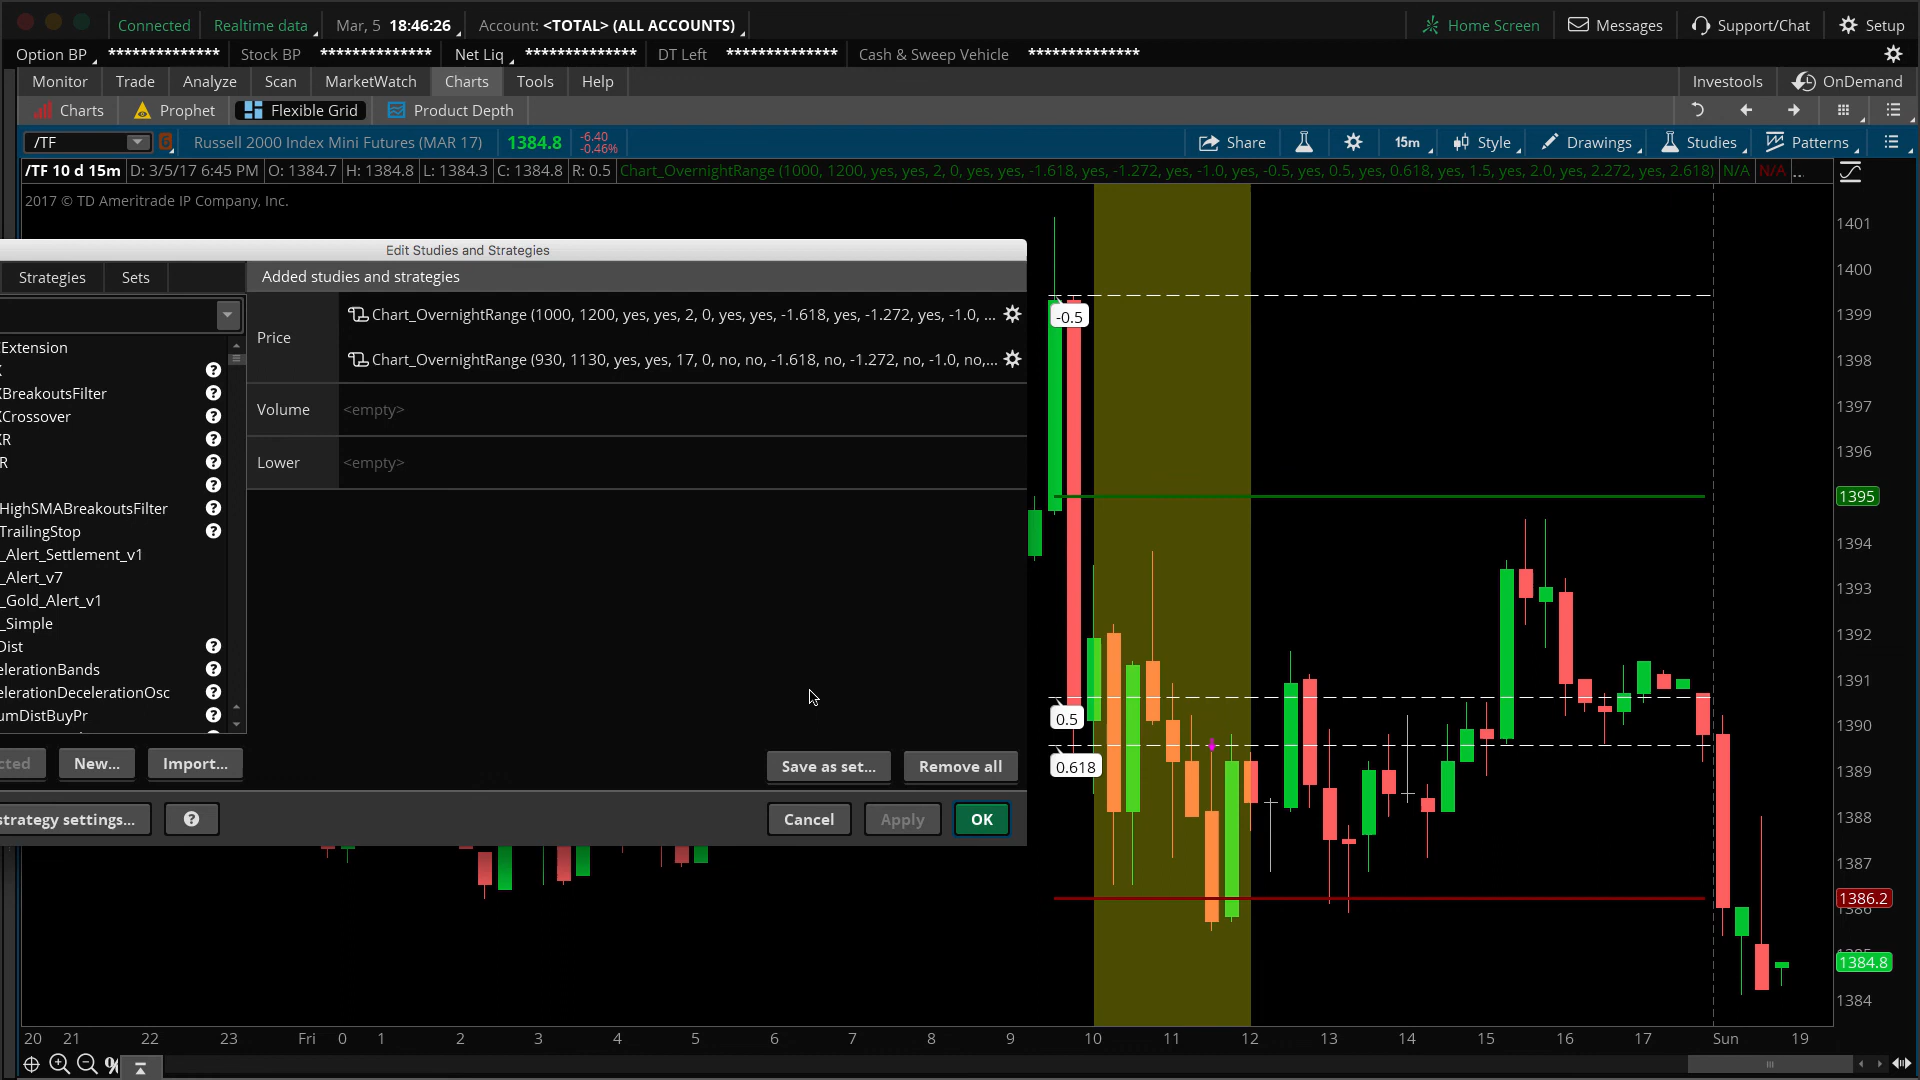 Connected Realtime data Mar, 5 18:46:26 Account: <TOTAL> (ALL ACCOUNTS) Home Screen Messages Support/Chat Setup
Option BP ************** Stock BP ************** Net Liq ************** DT Left ************** Cash & Sweep Vehicle **************
Monitor Trade Analyze Scan MarketWatch Charts Tools Help Investools OnDemand
Charts Prophet Flexible Grid Product Depth
/TF Russell 2000 Index Mini Futures (MAR 17) 1384.8 -6.40 Share 15m Style Drawings Studies Patterns
-0.46%
/TF 10 d 15m D: 3/5/17 6:45 PM O: 1384.7 H: 1384.8 L: 1384.3 C: 1384.8 R: 0.5 Chart_OvernightRange (1000, 1200, yes, yes, 2, 0, yes, yes, -1.618, yes, -1.272, yes, -1.0, yes, -0.5, yes, 0.5, yes, 0.618, yes, 1.5, yes, 2.0, yes, 2.272, yes, 2.618) N/A N/A ...
2017 © TD Ameritrade IP Company, Inc.
Edit Studies and Strategies
Strategies Sets Added studies and strategies
Price
Chart_OvernightRange (1000, 1200, yes, yes, 2, 0, yes, yes, -1.618, yes, -1.272, yes, -1.0, ...
Chart_OvernightRange (930, 1130, yes, yes, 17, 0, no, no, -1.618, no, -1.272, no, -1.0, no,...
Volume <empty>
Lower <empty>
Extension
X
XBreakoutsFilter
XCrossover
XR
R
HighSMABreakoutsFilter
TrailingStop
_Alert_Settlement_v1
_Alert_v7
_Gold_Alert_v1
_Simple
Dist
elerationBands
elerationDecelerationOsc
umDistBuyPr
cted New... Import... Save as set... Remove all
strategy settings... ? Cancel Apply OK
-0.5
0.5
0.618
1401
1400
1399
1398
1397
1396
1395
1394
1393
1392
1391
1390
1389
1388
1387
1386.2
1386
1384.8
1384
20 21 22 23 Fri 0 1 2 3 4 5 6 7 8 9 10 11 12 13 14 15 16 17 Sun 19
%